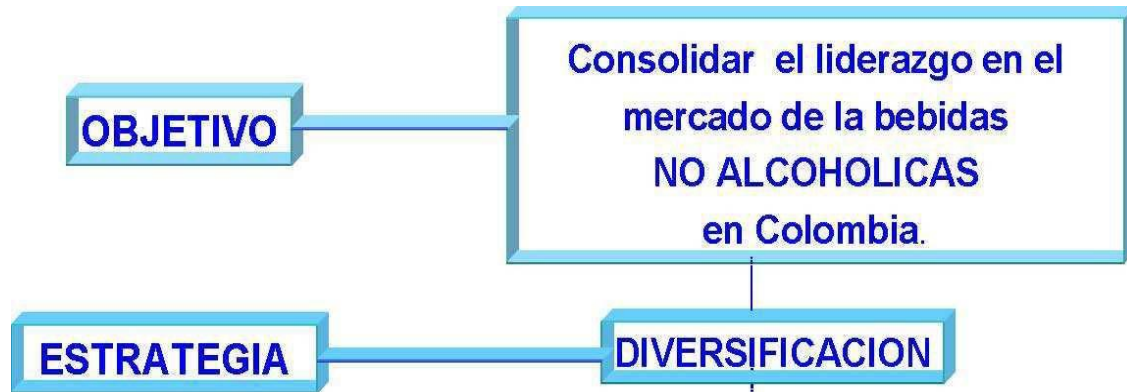 OBJETIVO
Consolidar el liderazgo en el
mercado de la bebidas
NO ALCOHOLICAS
en Colombia.
ESTRATEGIA
DIVERSIFICACION